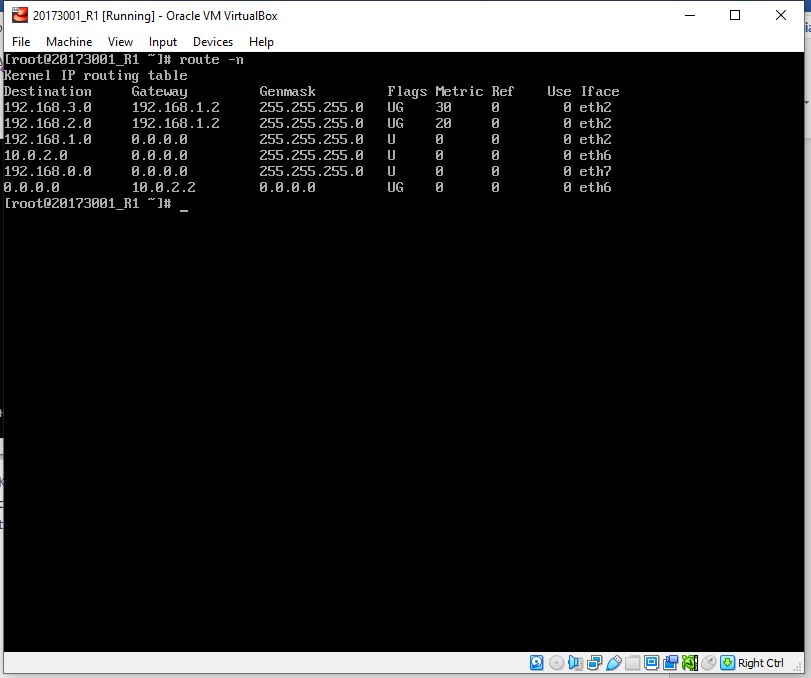 20173001_R1 [Running] - Oracle VM VirtualBox
File Machine View Input Devices Help
[root@20173001_R1 ~]# route -n
Kernel IP routing table
Destination Gateway Genmask Flags Metric Ref Use Iface
192.168.3.0 192.168.1.2 255.255.255.0 UG 30 0 0 eth2
192.168.2.0 192.168.1.2 255.255.255.0 UG 20 0 0 eth2
192.168.1.0 0.0.0.0 255.255.255.0 U 0 0 0 eth2
10.0.2.0 0.0.0.0 255.255.255.0 U 0 0 0 eth6
192.168.0.0 0.0.0.0 255.255.255.0 U 0 0 0 eth7
0.0.0.0 10.0.2.2 0.0.0.0 UG 0 0 0 eth6
[root@20173001_R1 ~]# _
Right Ctrl